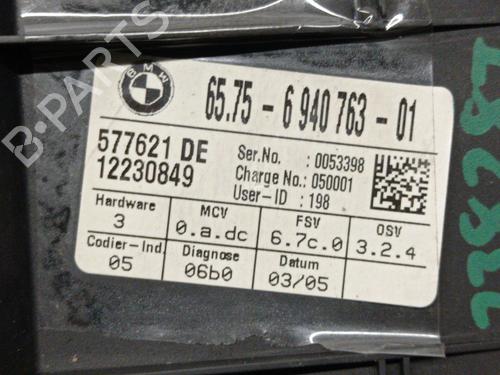 BMW
65.75 - 6 940 763 - 01
577621 DE
12230849
Ser.No. : 0053398
Charge No.: 050001
User-ID : 198
Hardware
3
MCV
0.a.dc
FSV
6.7c.0
OSV
3.2.4
Codier-Ind.
05
Diagnose
06b0
Datum
03/05
B-PARTS
B-PARTS
B-PARTS